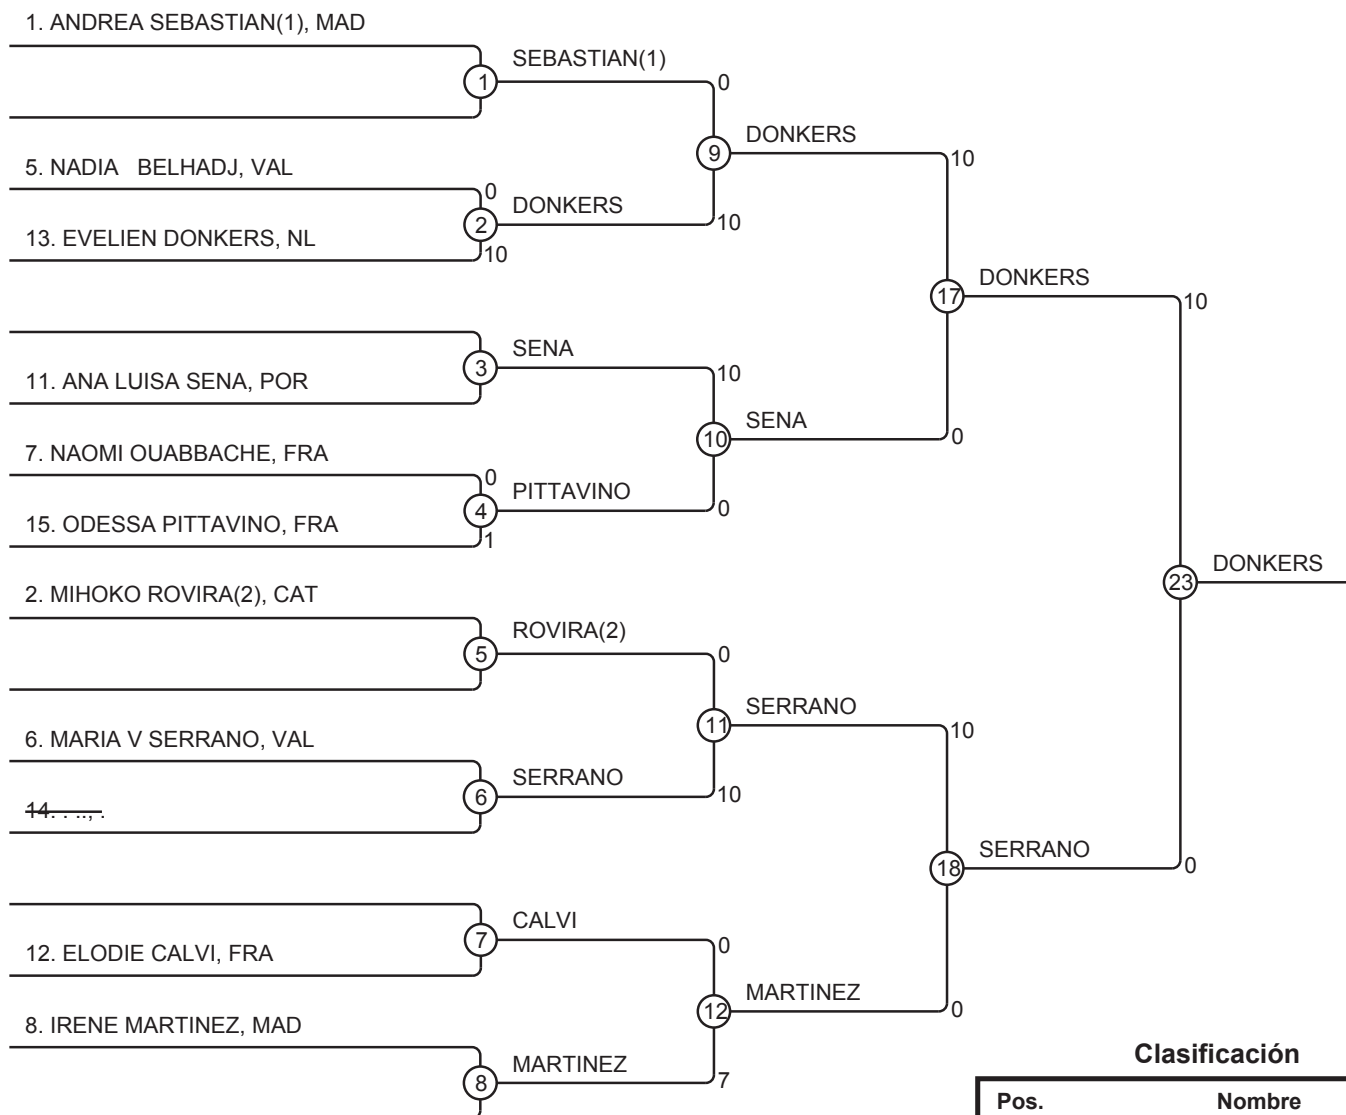 1. ANDREA SEBASTIAN(1), MAD
SEBASTIAN(1)
1
0
DONKERS
9
10
5. NADIA BELHADJ, VAL
0
DONKERS
2
10
13. EVELIEN DONKERS, NL
10
DONKERS
17
10
SENA
3
10
11. ANA LUISA SENA, POR
SENA
10
0
7. NAOMI OUABBACHE, FRA
0
PITTAVINO
4
0
15. ODESSA PITTAVINO, FRA
1
DONKERS
23
2. MIHOKO ROVIRA(2), CAT
ROVIRA(2)
5
0
SERRANO
11
10
6. MARIA V SERRANO, VAL
SERRANO
6
10
14. . .., .
SERRANO
18
0
CALVI
7
0
12. ELODIE CALVI, FRA
MARTINEZ
12
0
8. IRENE MARTINEZ, MAD
MARTINEZ
8
7
Clasificación
Pos. Nombre